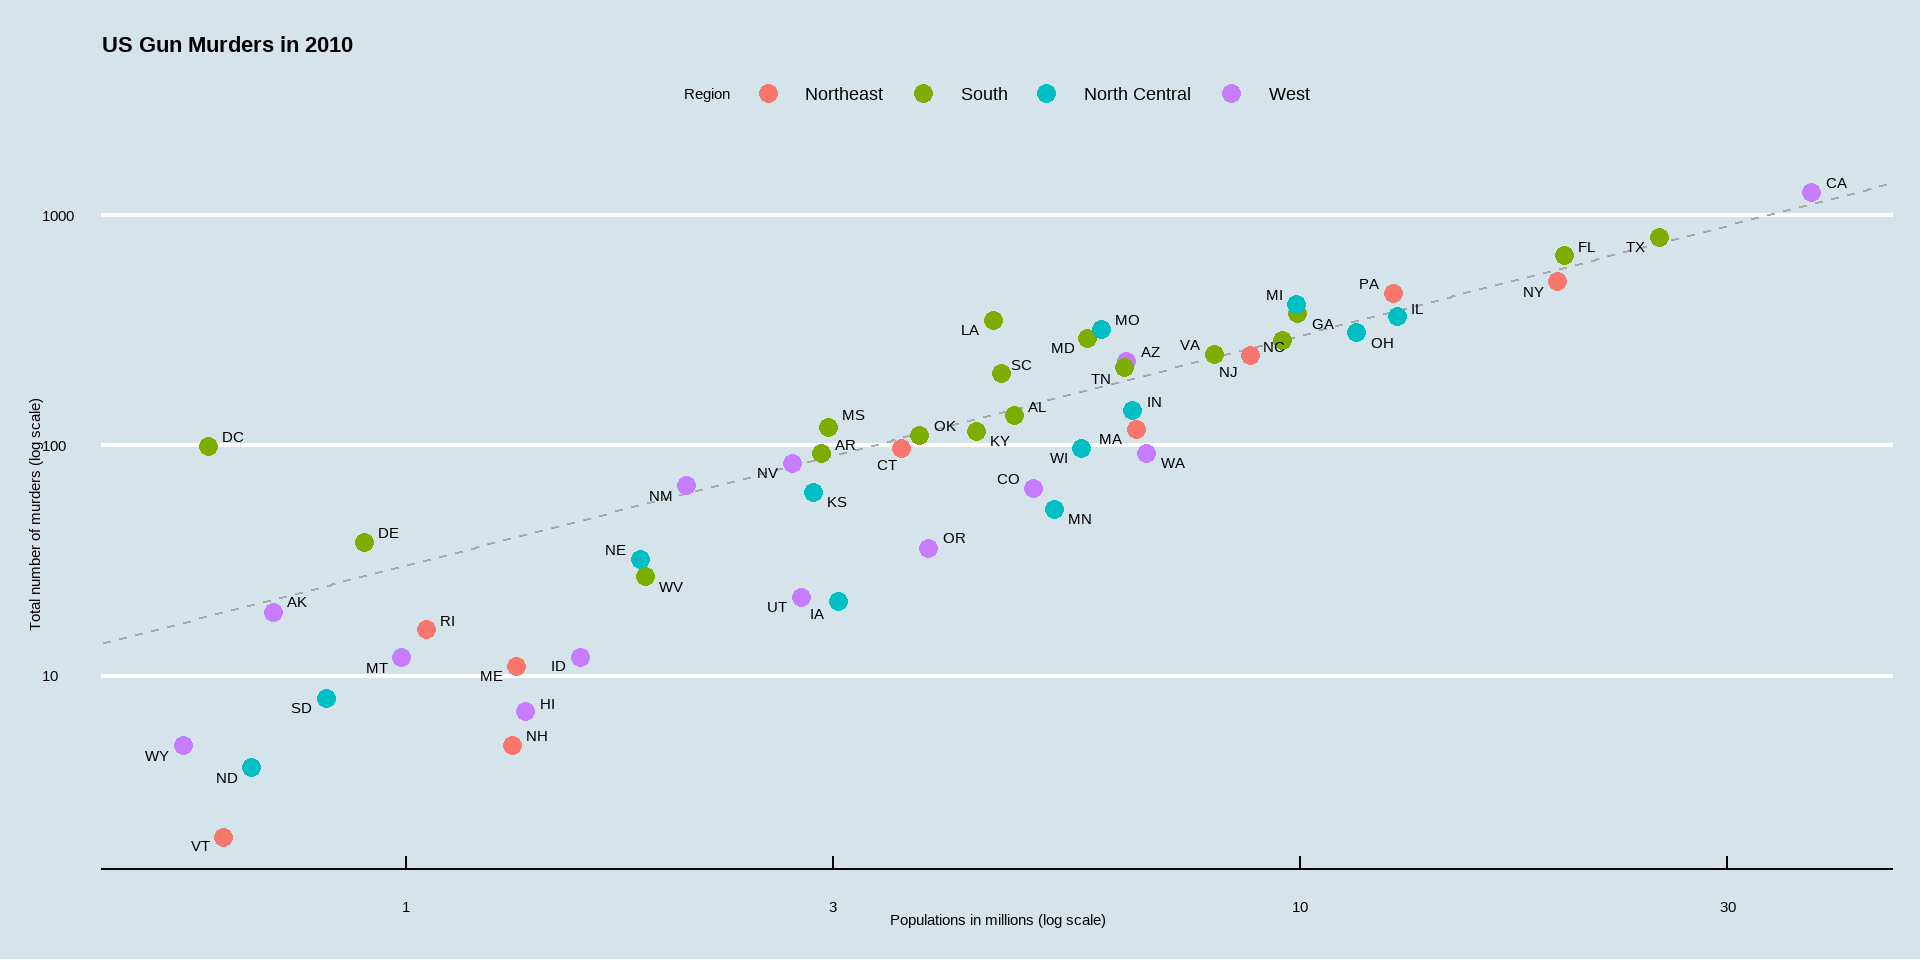 US Gun Murders in 2010
Region Northeast South North Central West
CA
1000
FL TX
PA
MI NY
IL
MO GA
LA
VA NC OH
MD AZ
SC NJ
TN
IN
AL
MS
OK
DC MA KY
100 AR
WI WA
CT
NV
CO
NM
KS
MN
DE OR
NE
WV
AK UT
IA
RI
ID
MT
ME
10
HI
SD
NH
WY
ND
VT
Total number of murders (log scale)
1 3 10 30
Populations in millions (log scale)